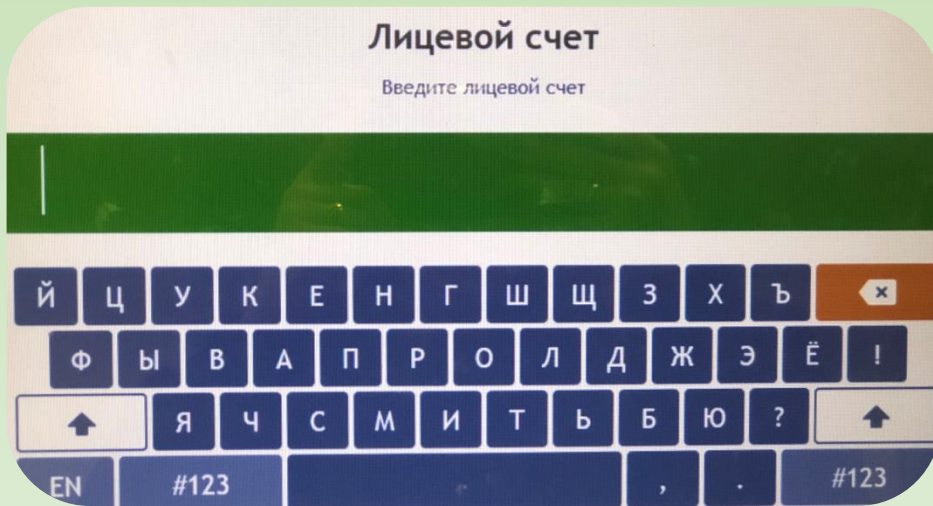 Лицевой счет
Введите лицевой счет
Й Ц У К Е Н Г Ш Щ З Х Ъ
Ф Ы В А П Р О Л Д Ж Э Ё !
Я Ч С М И Т Ь Б Ю ?
EN #123 , . #123